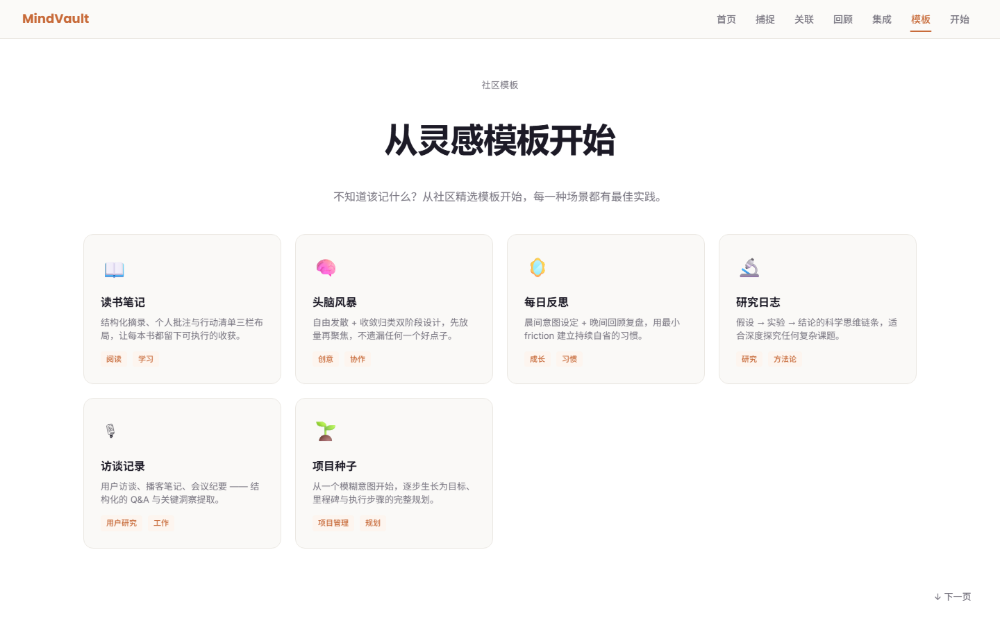 MindVault
首页 捕捉 关联 回顾 集成 模板 开始
社区模板
从灵感模板开始
不知道该记什么？从社区精选模板开始，每一种场景都有最佳实践。
读书笔记
结构化摘录、个人批注与行动清单三栏布
局，让每本书都留下可执行的收获。
阅读 学习
头脑风暴
自由发散 + 收敛归类双阶段设计，先放
量再聚焦，不遗漏任何一个好点子。
创意 协作
每日反思
晨间意图设定 + 晚间回顾复盘，用最小
friction 建立持续自省的习惯。
成长 习惯
研究日志
假设 → 实验 → 结论的科学思维链条，适
合深度探究任何复杂课题。
研究 方法论
访谈记录
用户访谈、播客笔记、会议纪要 —— 结
构化的 Q&A 与关键洞察提取。
用户研究 工作
项目种子
从一个模糊意图开始，逐步生长为目标、
里程碑与执行步骤的完整规划。
项目管理 规划
↓ 下一页